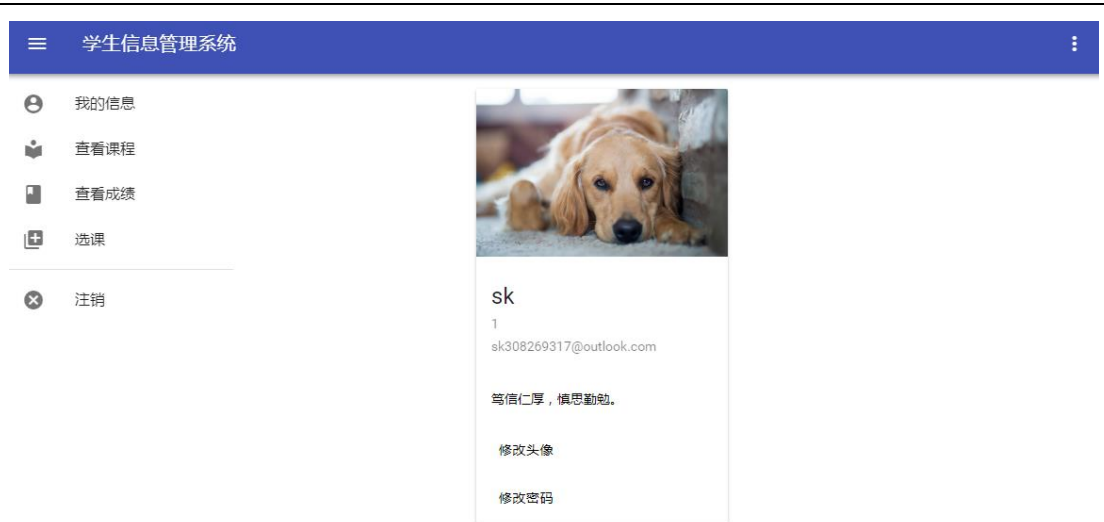 学生信息管理系统
我的信息
查看课程
查看成绩
选课
注销
sk
1
sk308269317@outlook.com
笃信仁厚，慎思勤勉。
修改头像
修改密码